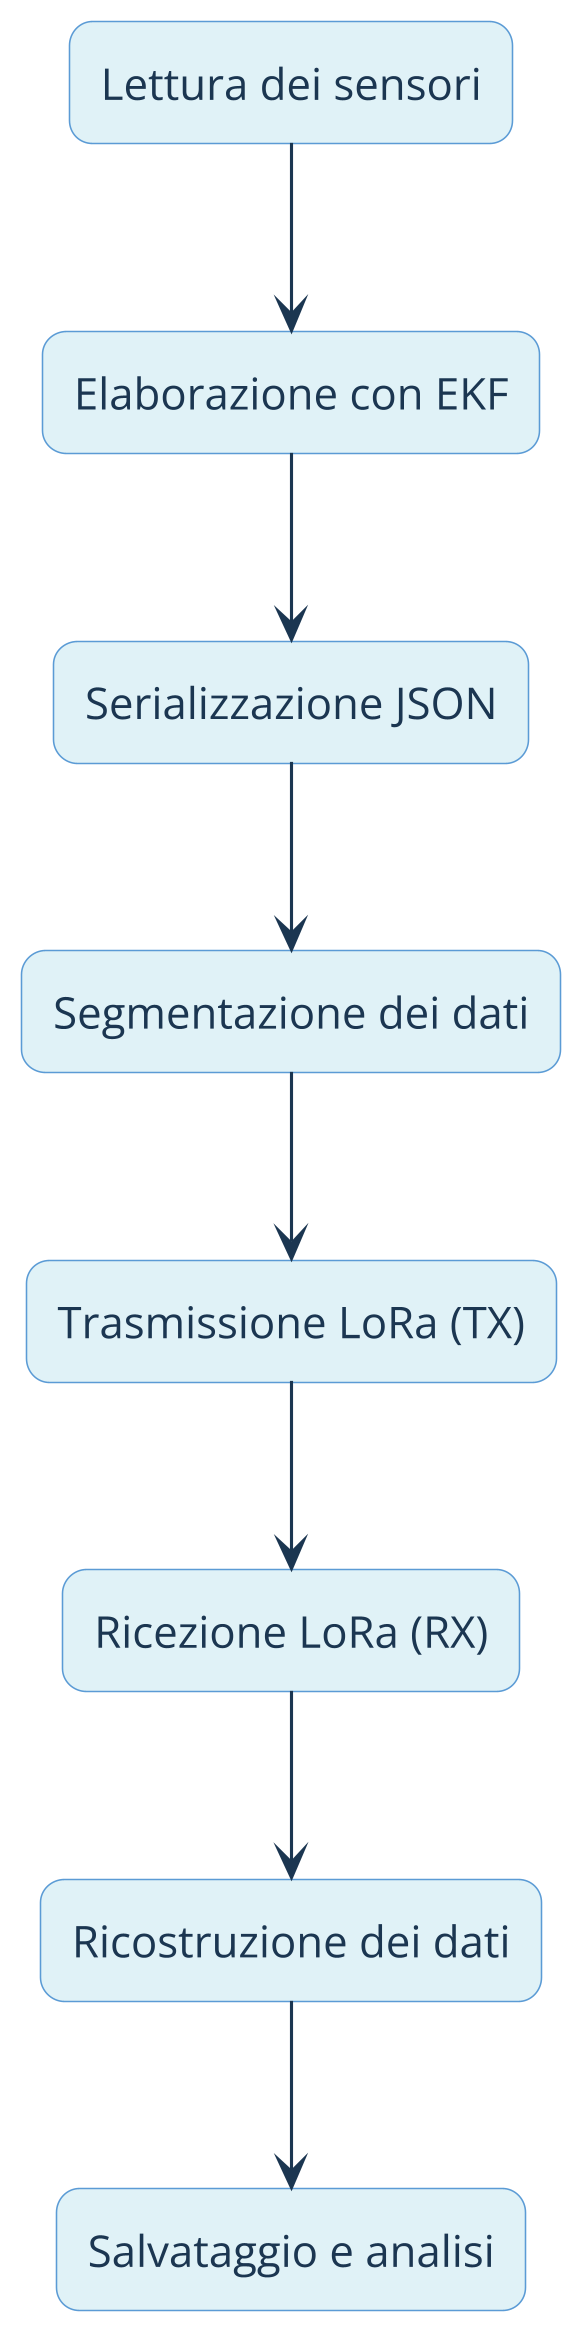 Lettura dei sensori
Elaborazione con EKF
Serializzazione JSON
Segmentazione dei dati
Trasmissione LoRa (TX)
Ricezione LoRa (RX)
Ricostruzione dei dati
Salvataggio e analisi